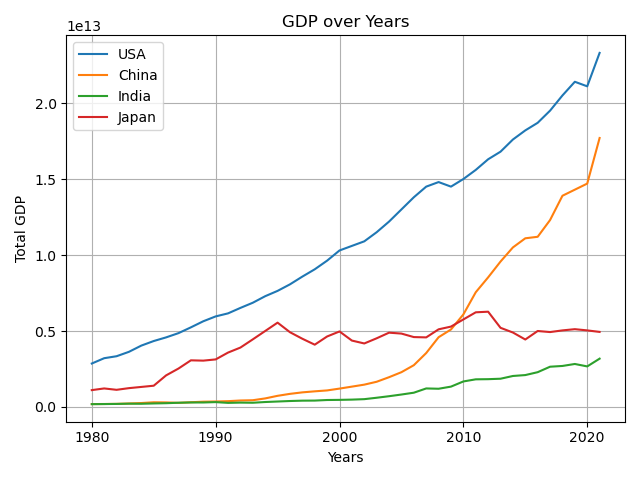 GDP over Years
1e13
USA
China
India
Japan
2.0
1.5
1.0
0.5
0.0
Total GDP
1980
1990
2000
2010
2020
Years